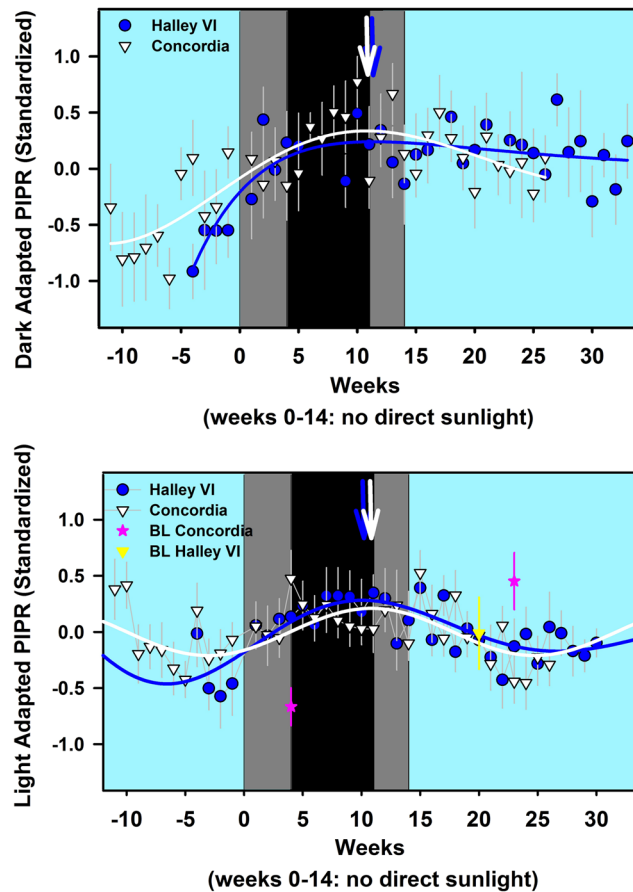 Halley VI
Concordia
Dark Adapted PIPR (Standardized)
1.0
0.5
0.0
-0.5
-1.0
-10 -5 0 5 10 15 20 25 30
Weeks
(weeks 0-14: no direct sunlight)
Halley VI
Concordia
BL Concordia
BL Halley VI
Light Adapted PIPR (Standardized)
1.0
0.5
0.0
-0.5
-1.0
-10 -5 0 5 10 15 20 25 30
Weeks
(weeks 0-14: no direct sunlight)